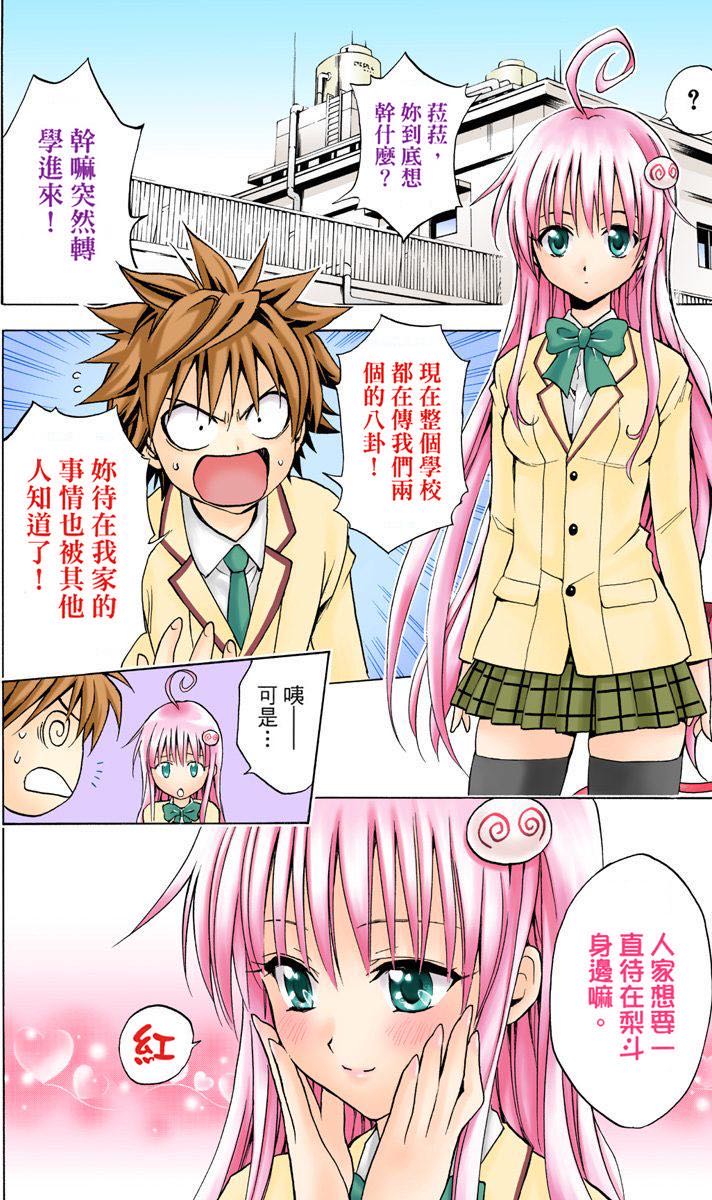 ？
菈菈，
妳到底想
幹什麼？
幹嘛突然轉
學進來！
現在整個學校
都在傳我們兩
個的八卦！
妳待在我家的
事情也被其他
人知道了！
咦——
可是…
人家想要一
直待在梨斗
身邊嘛。
紅